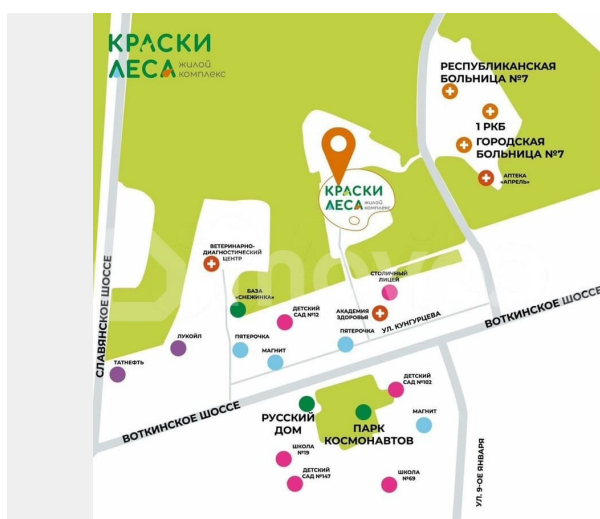 КРАСКИ
ЛЕСА жилой
комплекс
РЕСПУБЛИКАНСКАЯ
БОЛЬНИЦА №7
1 РКБ
ГОРОДСКАЯ
БОЛЬНИЦА №7
АПТЕКА
«АПРЕЛЬ»
КРАСКИ
ЛЕСА жилой
комплекс
ВЕТЕРИНАРНО-
ДИАГНОСТИЧЕСКИЙ
ЦЕНТР
СТОЛИЧНЫЙ
ЛИЦЕЙ
БАЗА
«СНЕЖИНКА»
ДЕТСКИЙ
САД №12
АКАДЕМИЯ
ЗДОРОВЬЯ
УЛ. КУНГУРЦЕВА
ВОТКИНСКОЕ ШОССЕ
СЛАВЯНСКОЕ ШОССЕ
ЛУКОЙЛ
ПЯТЕРОЧКА
МАГНИТ
ПЯТЕРОЧКА
ТАТНЕФТЬ
ДЕТСКИЙ
САД №102
ВОТКИНСКОЕ ШОССЕ
РУССКИЙ
ДОМ
ПАРК
КОСМОНАВТОВ
МАГНИТ
ШКОЛА
№19
ДЕТСКИЙ
САД №147
ШКОЛА
№69
УЛ. 9-ОЕ ЯНВАРЯ